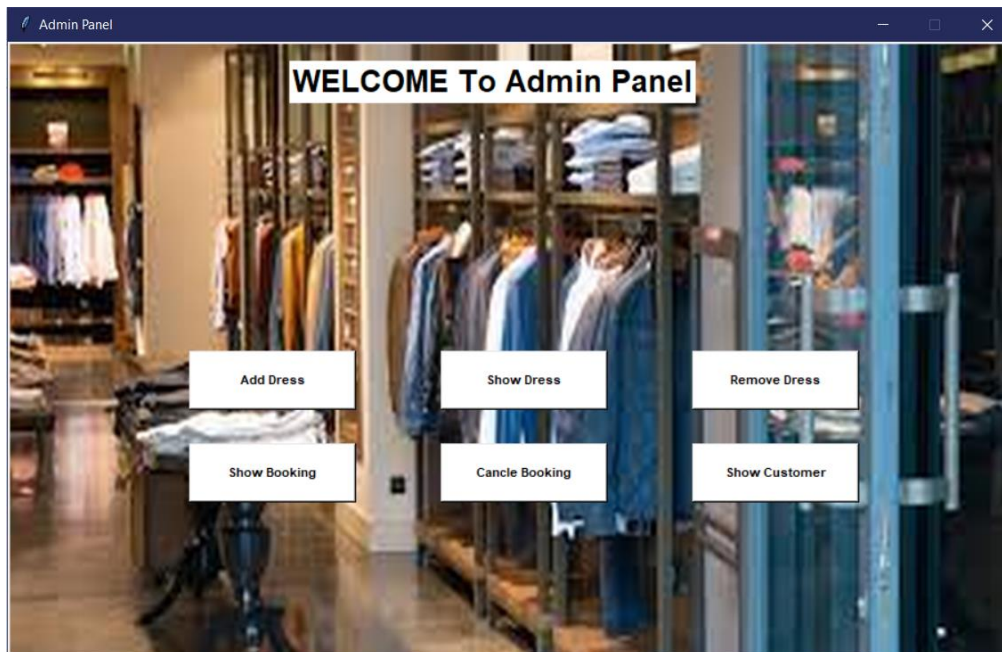 Admin Panel
WELCOME To Admin Panel
Add Dress
Show Dress
Remove Dress
Show Booking
Cancle Booking
Show Customer